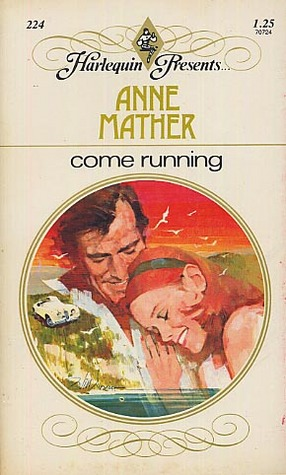 224
1.25
70724
Harlequin Presents...
ANNE
MATHER
come running